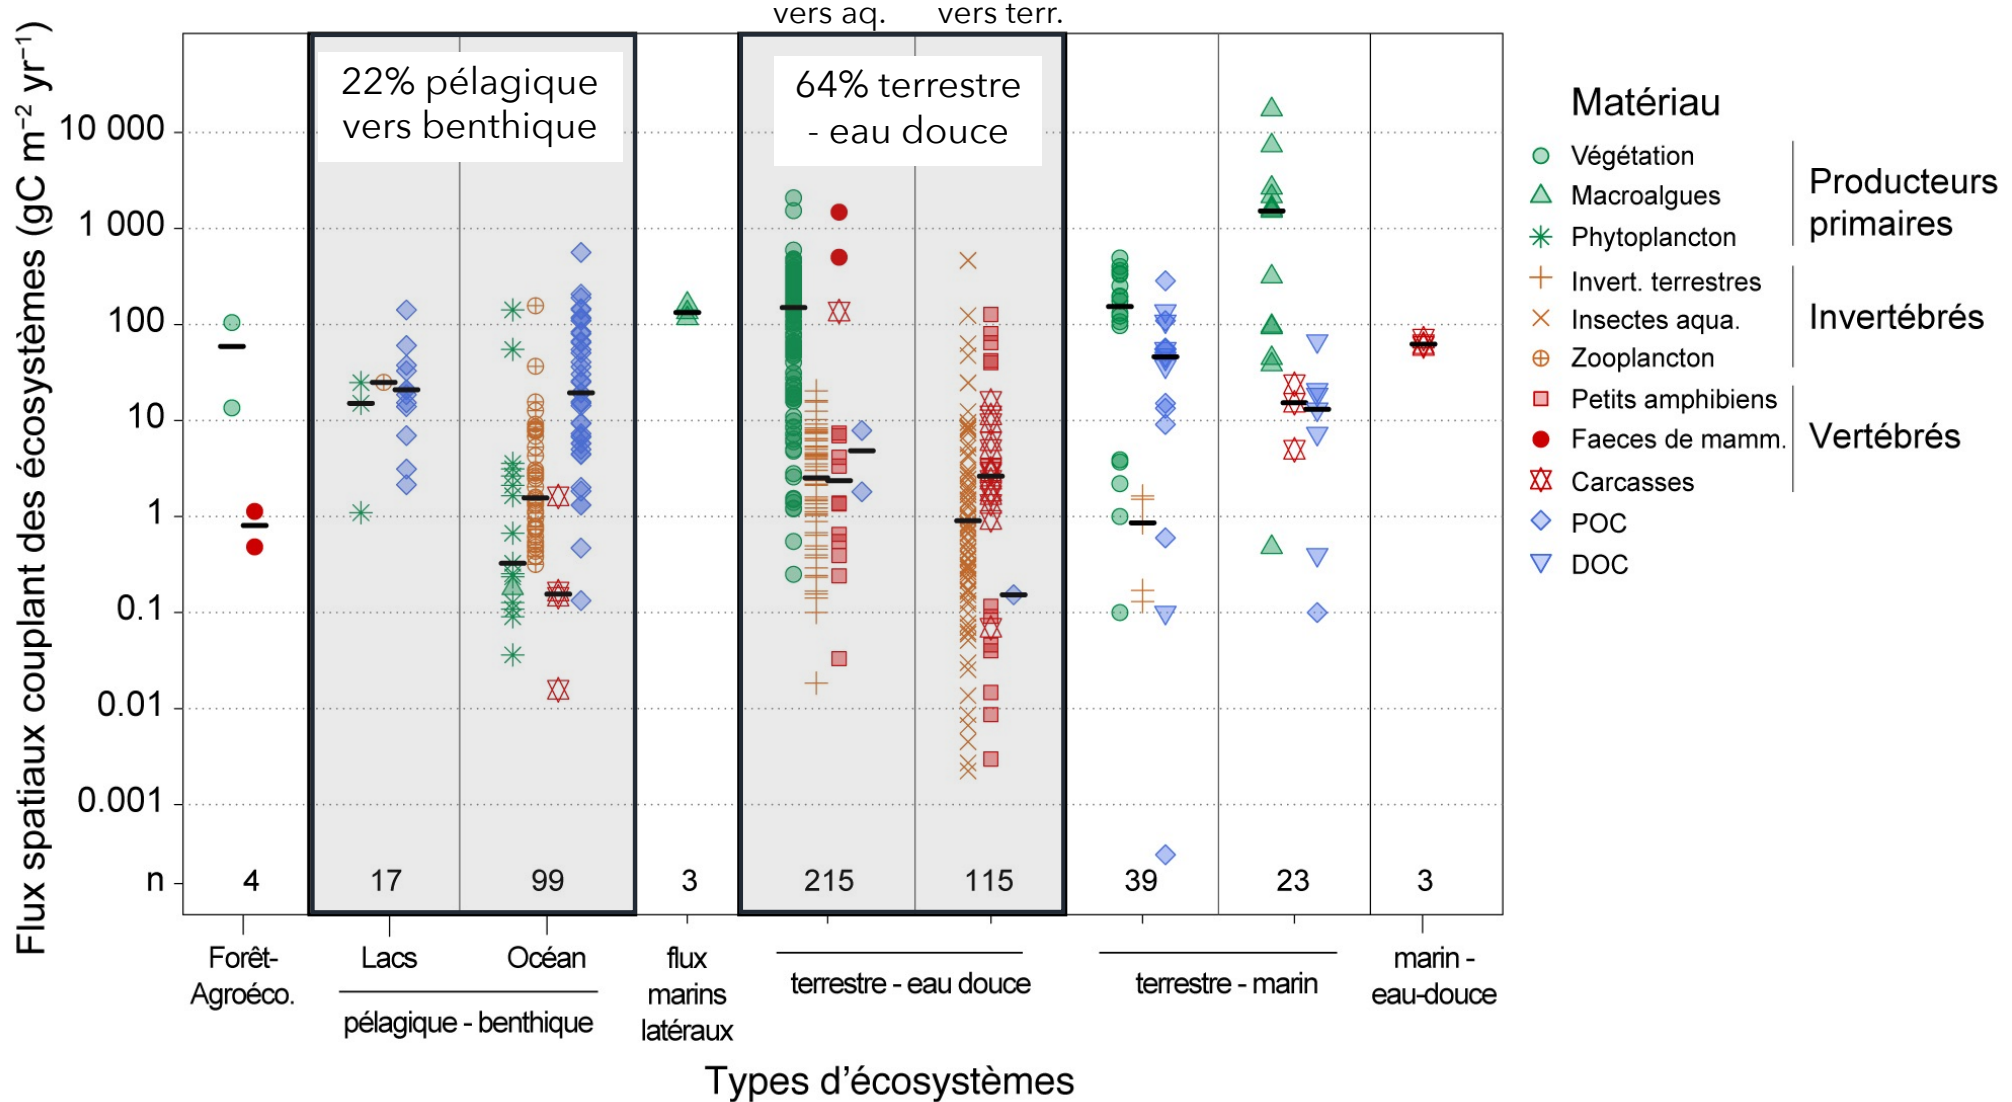 vers aq.
vers terr.
22% pélagique
vers benthique
64% terrestre
- eau douce
Flux spatiaux couplant des écosystèmes (gC m⁻² yr⁻¹)
10 000
1 000
100
10
1
0.1
0.01
0.001
n
4
17
99
3
215
115
39
23
3
Forêt-
Agroéco.
Lacs
Océan
pélagique - benthique
flux
marins
latéraux
terrestre - eau douce
terrestre - marin
marin -
eau-douce
Types d’écosystèmes
Matériau
Végétation
Macroalgues
Phytoplancton
Producteurs
primaires
Invert. terrestres
Insectes aqua.
Zooplancton
Invertébrés
Petits amphibiens
Faeces de mamm.
Carcasses
Vertébrés
POC
DOC